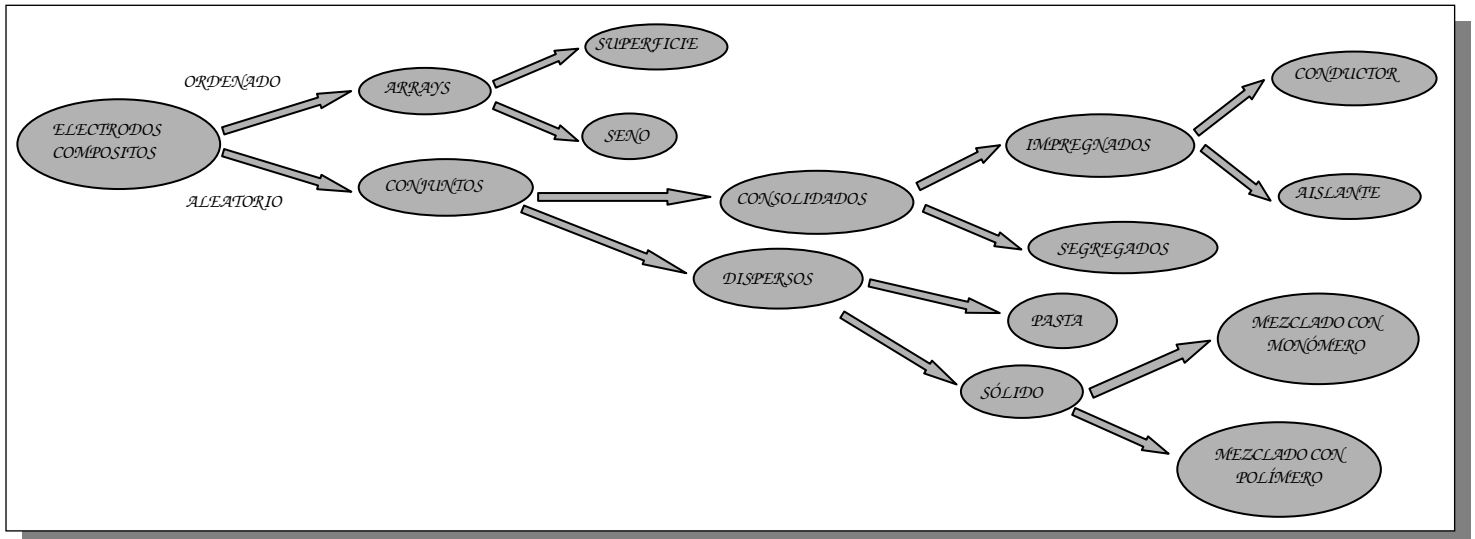 ELECTRODOS
COMPOSITOS
ORDENADO
ALEATORIO
ARRAYS
CONJUNTOS
SUPERFICIE
SENO
CONSOLIDADOS
DISPERSOS
IMPREGNADOS
SEGREGADOS
PASTA
SÓLIDO
CONDUCTOR
AISLANTE
MEZCLADO CON
MONÓMERO
MEZCLADO CON
POLÍMERO